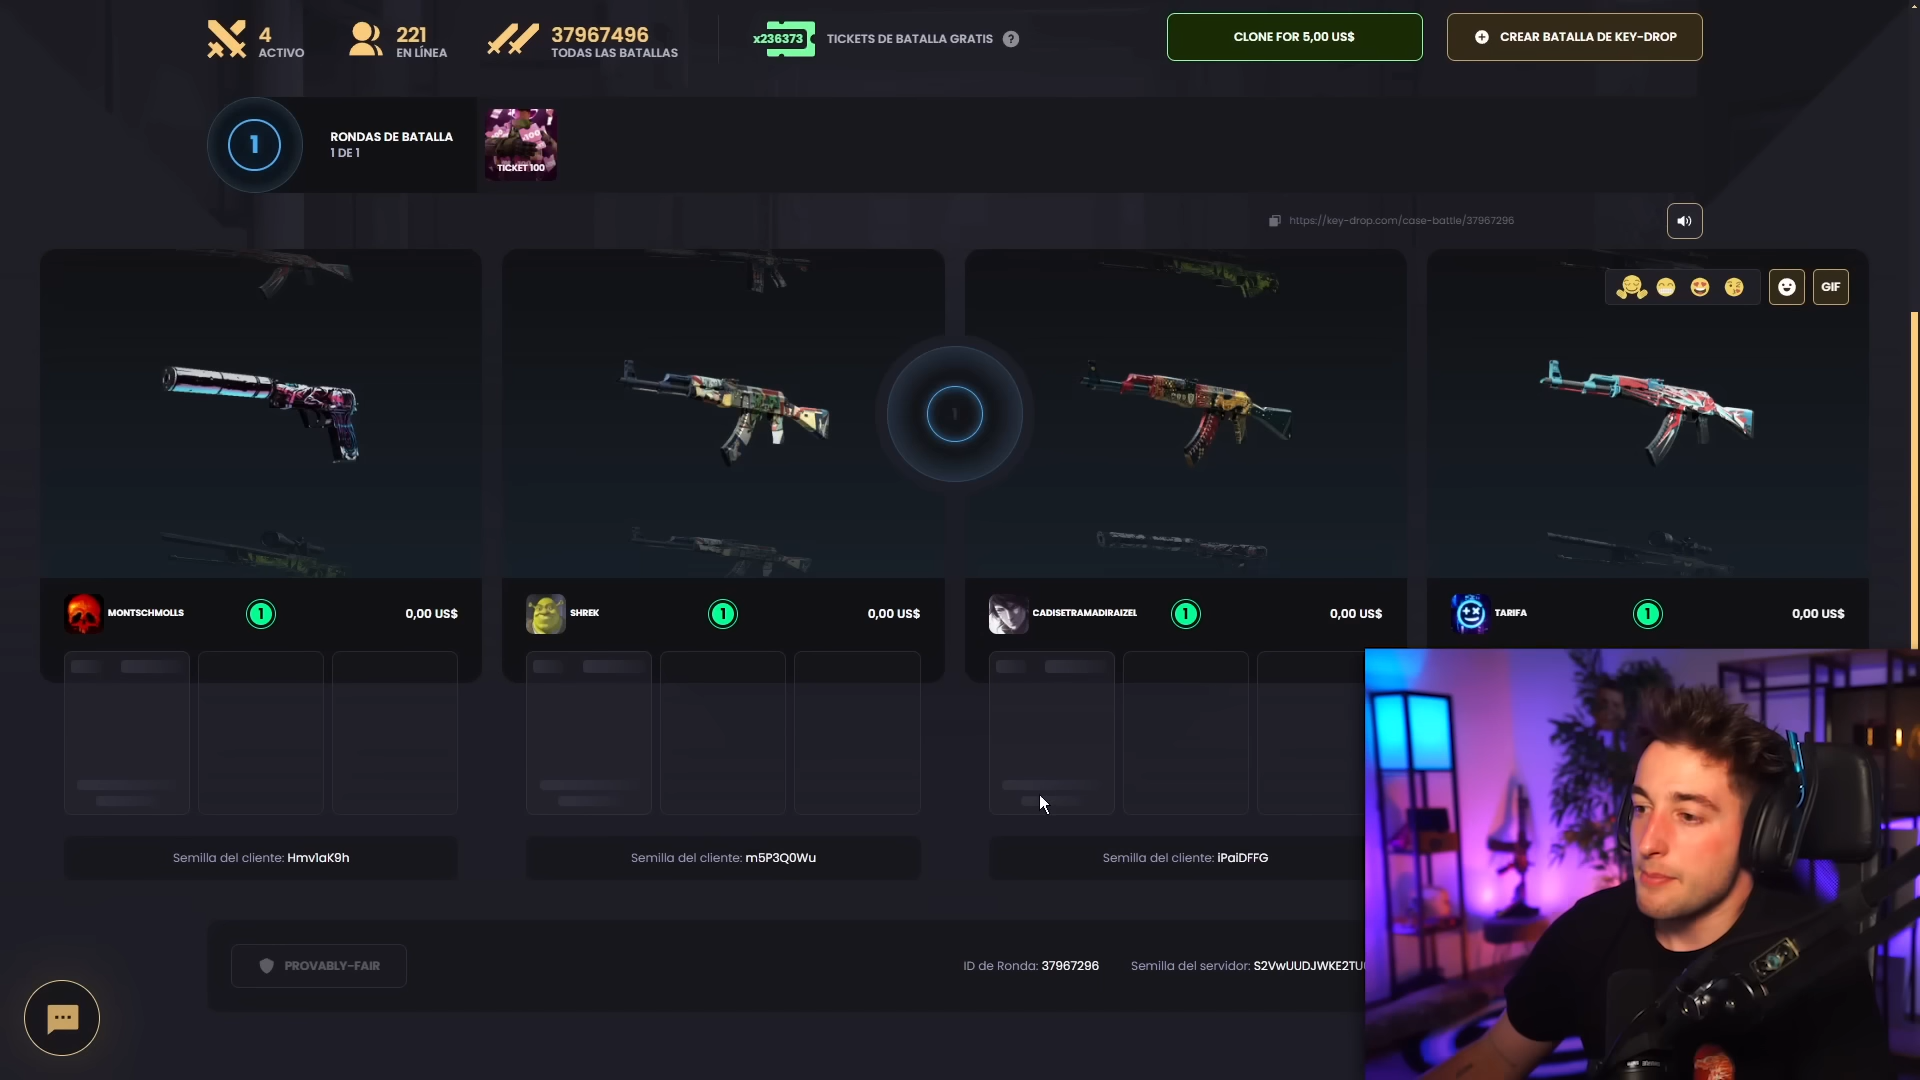 4
ACTIVO
221
EN LÍNEA
37967496
TODAS LAS BATALLAS
x236373
TICKETS DE BATALLA GRATIS
?
CLONE FOR 5,00 US$
CREAR BATALLA DE KEY-DROP
1
RONDAS DE BATALLA
1 DE 1
TICKET 100
https://key-drop.com/case-battle/37967296
GIF
1
MONTSCHMOLLS
1
0,00 US$
SHREK
1
0,00 US$
CADISETRAMADIRAIZEL
1
0,00 US$
TARIFA
1
0,00 US$
Semilla del cliente: Hmv1aK9h
Semilla del cliente: m5P3Q0Wu
Semilla del cliente: iPaiDFFG
PROVABLY-FAIR
ID de Ronda: 37967296
Semilla del servidor: S2VwUUDJWKE2TU